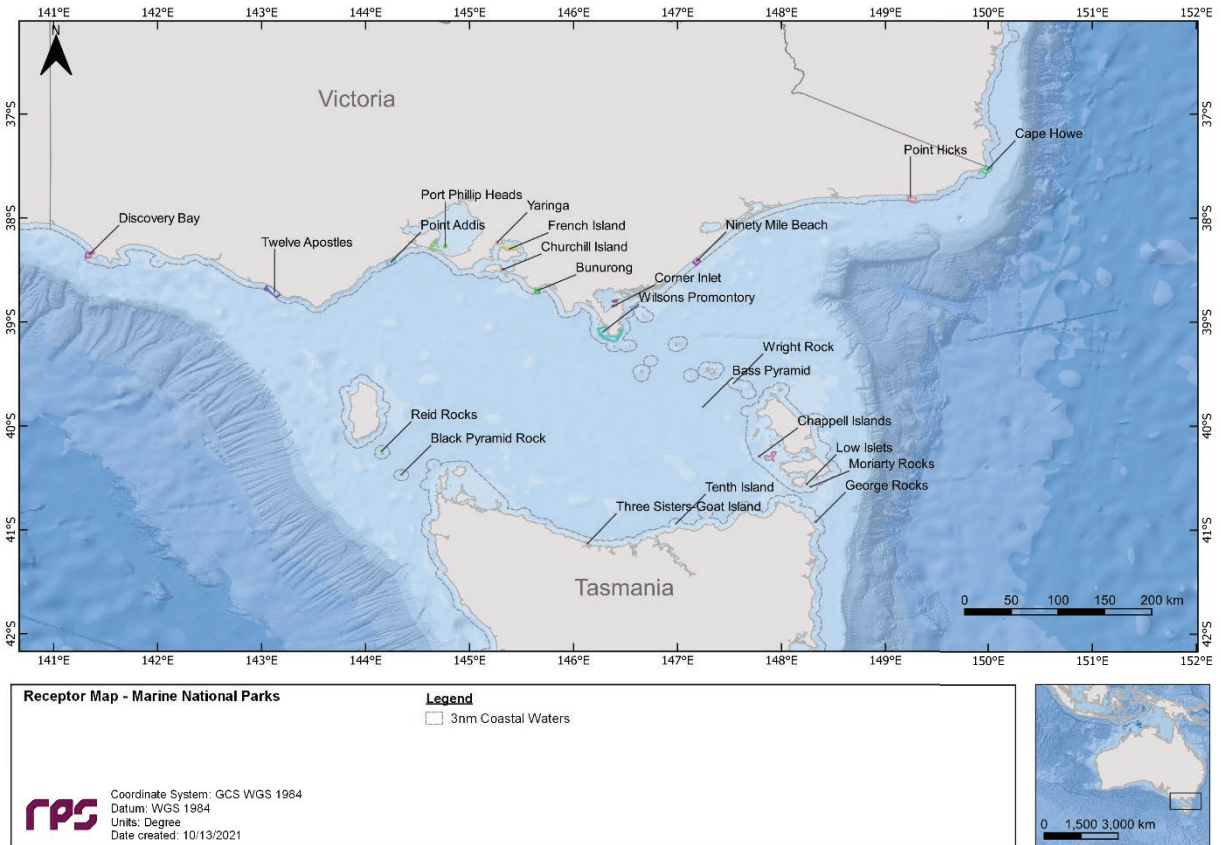 141°E 142°E 143°E 144°E 145°E 146°E 147°E 148°E 149°E 150°E 151°E 152°E
N
Victoria
37°S
37°S
Cape Howe
Point Hicks
Port Phillip Heads
Yaringa
38°S
38°S
Discovery Bay
Point Addis
French Island
Ninety Mile Beach
Twelve Apostles
Churchill Island
Bunurong
Corner Inlet
Wilsons Promontory
39°S
39°S
Wright Rock
Bass Pyramid
40°S
40°S
Reid Rocks
Chappell Islands
Black Pyramid Rock
Low Islets
Moriarty Rocks
Tenth Island
George Rocks
Three Sisters-Goat Island
41°S
41°S
Tasmania
0 50 100 150 200 km
42°S
42°S
141°E 142°E 143°E 144°E 145°E 146°E 147°E 148°E 149°E 150°E 151°E 152°E
Receptor Map - Marine National Parks
Legend
3nm Coastal Waters
rps
Coordinate System: GCS WGS 1984
Datum: WGS 1984
Units: Degree
Date created: 10/13/2021
0 1,500 3,000 km